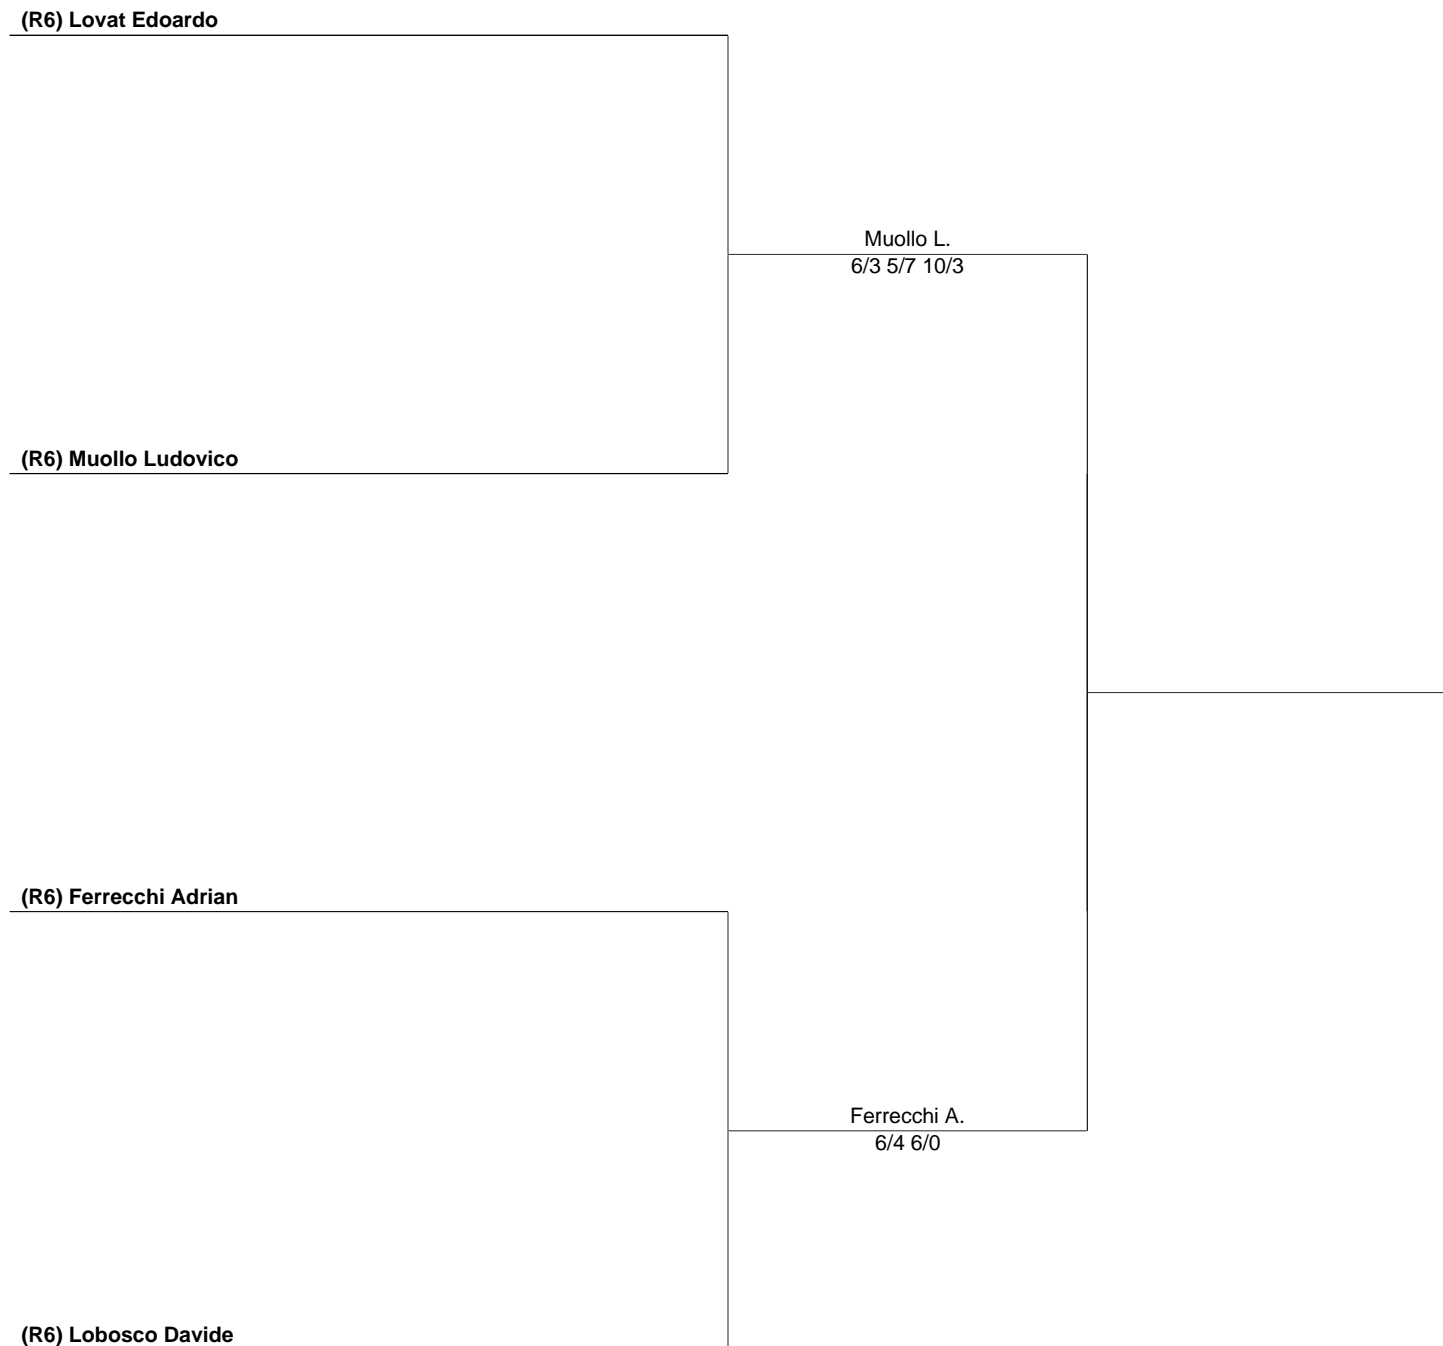 (R6) Lovat Edoardo
Muollo L.
6/3 5/7 10/3
(R6) Muollo Ludovico
(R6) Ferrecchi Adrian
Ferrecchi A.
6/4 6/0
(R6) Lobosco Davide